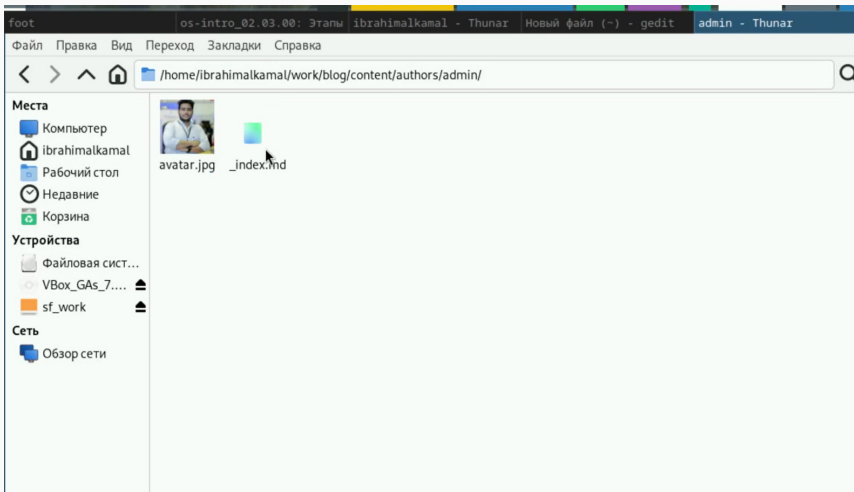 foot os-intro_02.03.00: Этапы ibrahimalkamal - Thunar Новый файл (~) - gedit admin - Thunar
Файл Правка Вид Переход Закладки Справка
/home/ibrahimalkamal/work/blog/content/authors/admin/
Места
Компьютер
ibrahimalkamal
Рабочий стол
Недавние
Корзина
Устройства
Файловая сист...
VBox_GAs_7....
sf_work
Сеть
Обзор сети
avatar.jpg _index.md